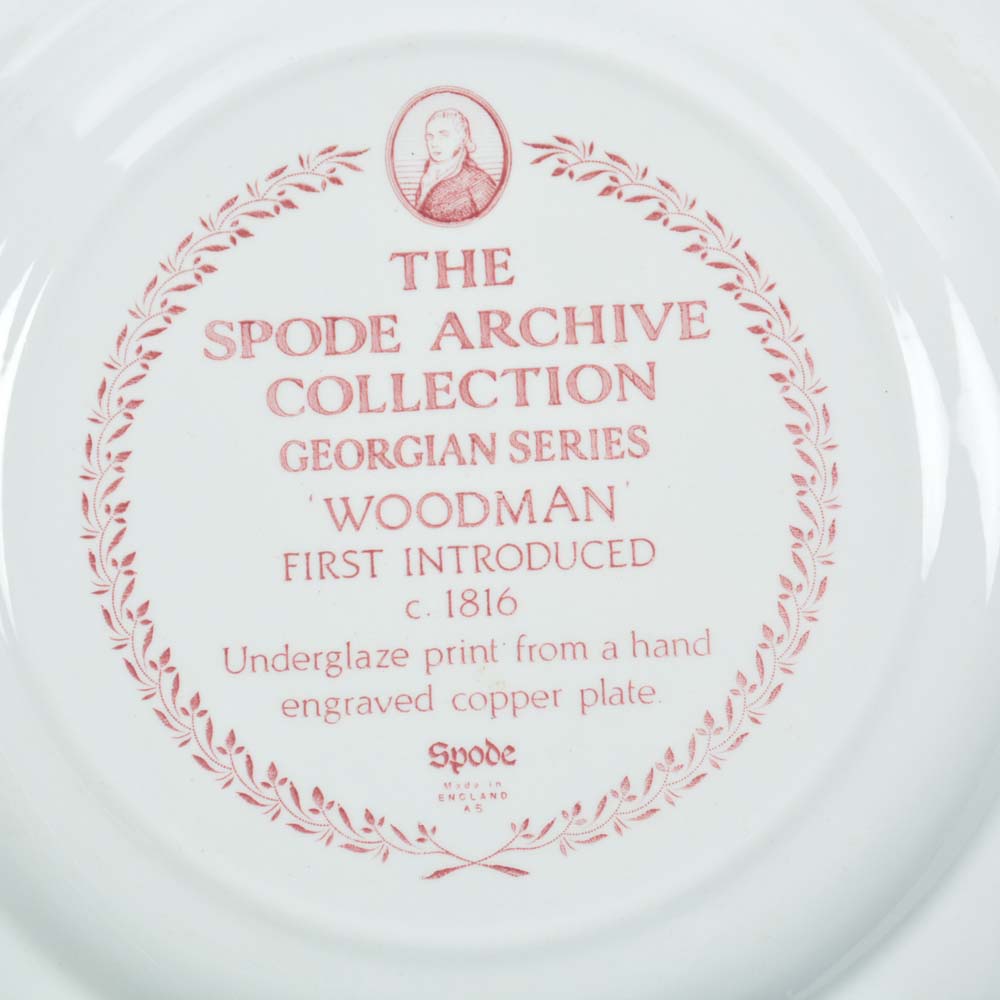 THE
SPODE ARCHIVE
COLLECTION
GEORGIAN SERIES
'WOODMAN'
FIRST INTRODUCED
c. 1816
Underglaze print from a hand
engraved copper plate.
Spode
Made in
ENGLAND
A5